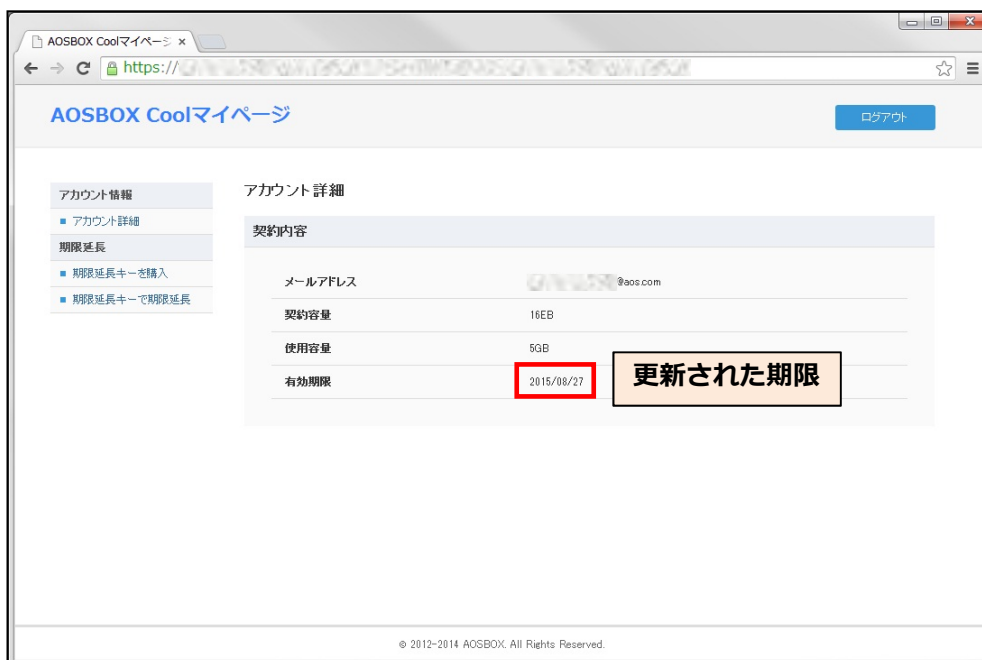 AOSBOX Coolマイページ
https://
AOSBOX Coolマイページ
ログアウト
アカウント情報
アカウント詳細
期限延長
期限延長キーを購入
期限延長キーで期限延長
アカウント詳細
契約内容
メールアドレス @aos.com
契約容量 16EB
使用容量 5GB
有効期限 2015/08/27
更新された期限
© 2012-2014 AOSBOX. All Rights Reserved.